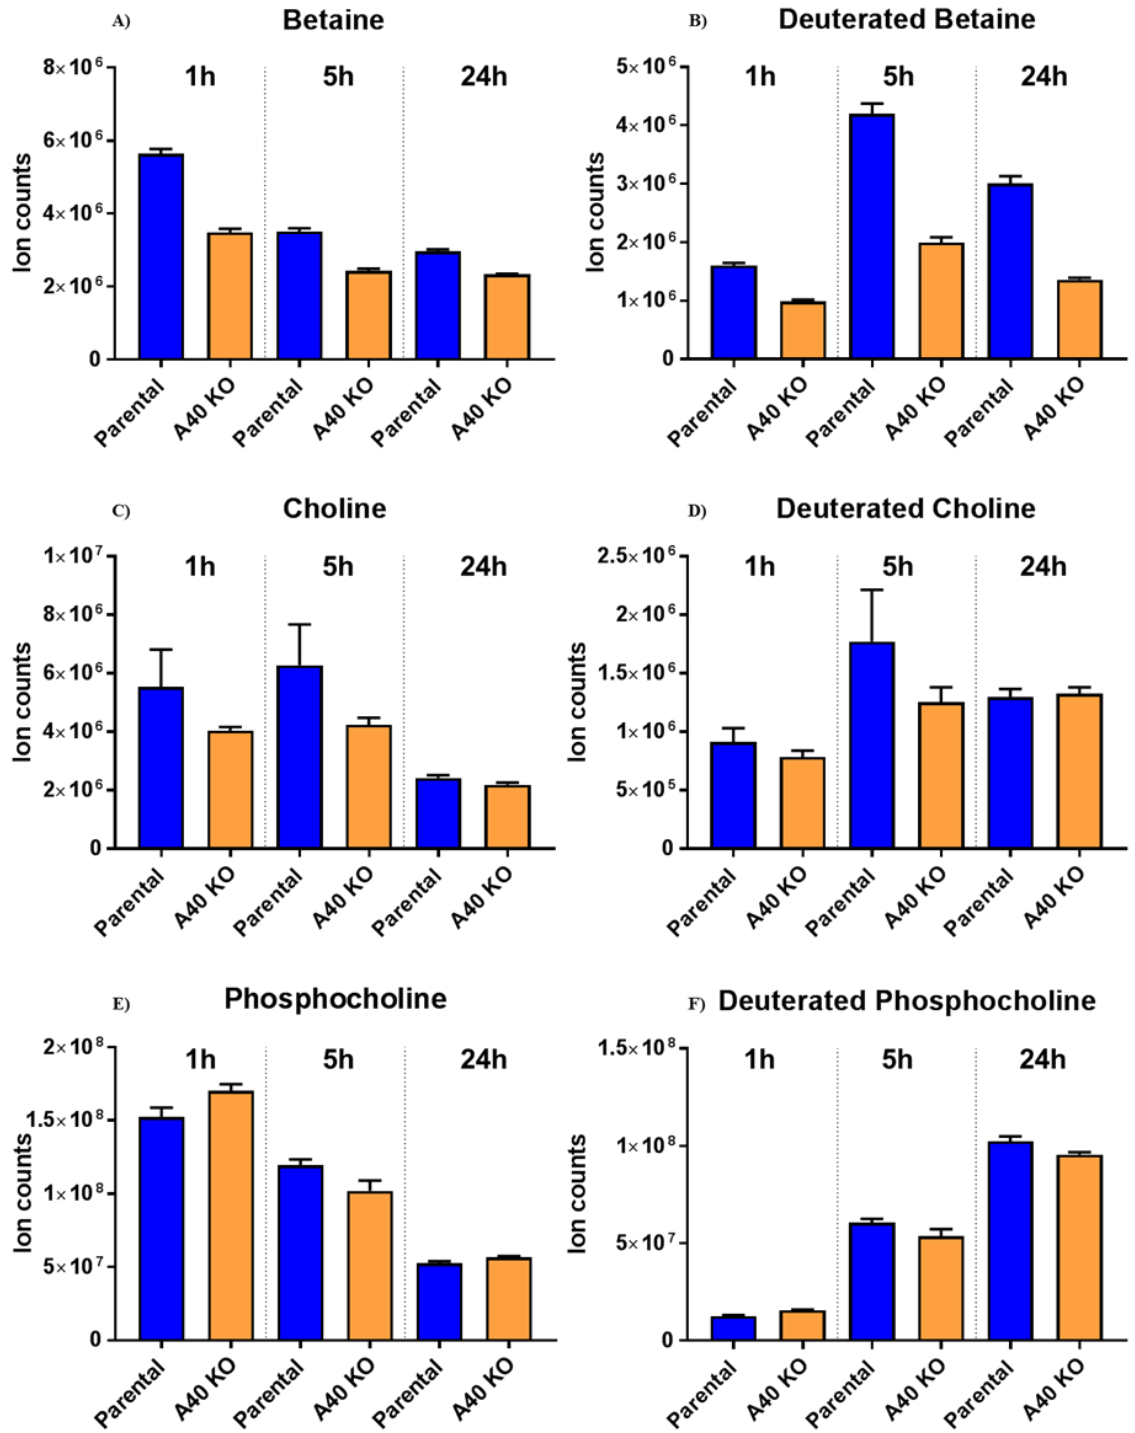 A) Betaine
8×10⁶
6×10⁶
4×10⁶
2×10⁶
0
Ion counts
1h 5h 24h
Parental A40 KO Parental A40 KO Parental A40 KO
B) Deuterated Betaine
5×10⁶
4×10⁶
3×10⁶
2×10⁶
1×10⁶
0
Ion counts
1h 5h 24h
Parental A40 KO Parental A40 KO Parental A40 KO
C) Choline
1×10⁷
8×10⁶
6×10⁶
4×10⁶
2×10⁶
0
Ion counts
1h 5h 24h
Parental A40 KO Parental A40 KO Parental A40 KO
D) Deuterated Choline
2.5×10⁶
2×10⁶
1.5×10⁶
1×10⁶
5×10⁵
0
Ion counts
1h 5h 24h
Parental A40 KO Parental A40 KO Parental A40 KO
E) Phosphocholine
2×10⁸
1.5×10⁸
1×10⁸
5×10⁷
0
Ion counts
1h 5h 24h
Parental A40 KO Parental A40 KO Parental A40 KO
F) Deuterated Phosphocholine
1.5×10⁸
1×10⁸
5×10⁷
0
Ion counts
1h 5h 24h
Parental A40 KO Parental A40 KO Parental A40 KO